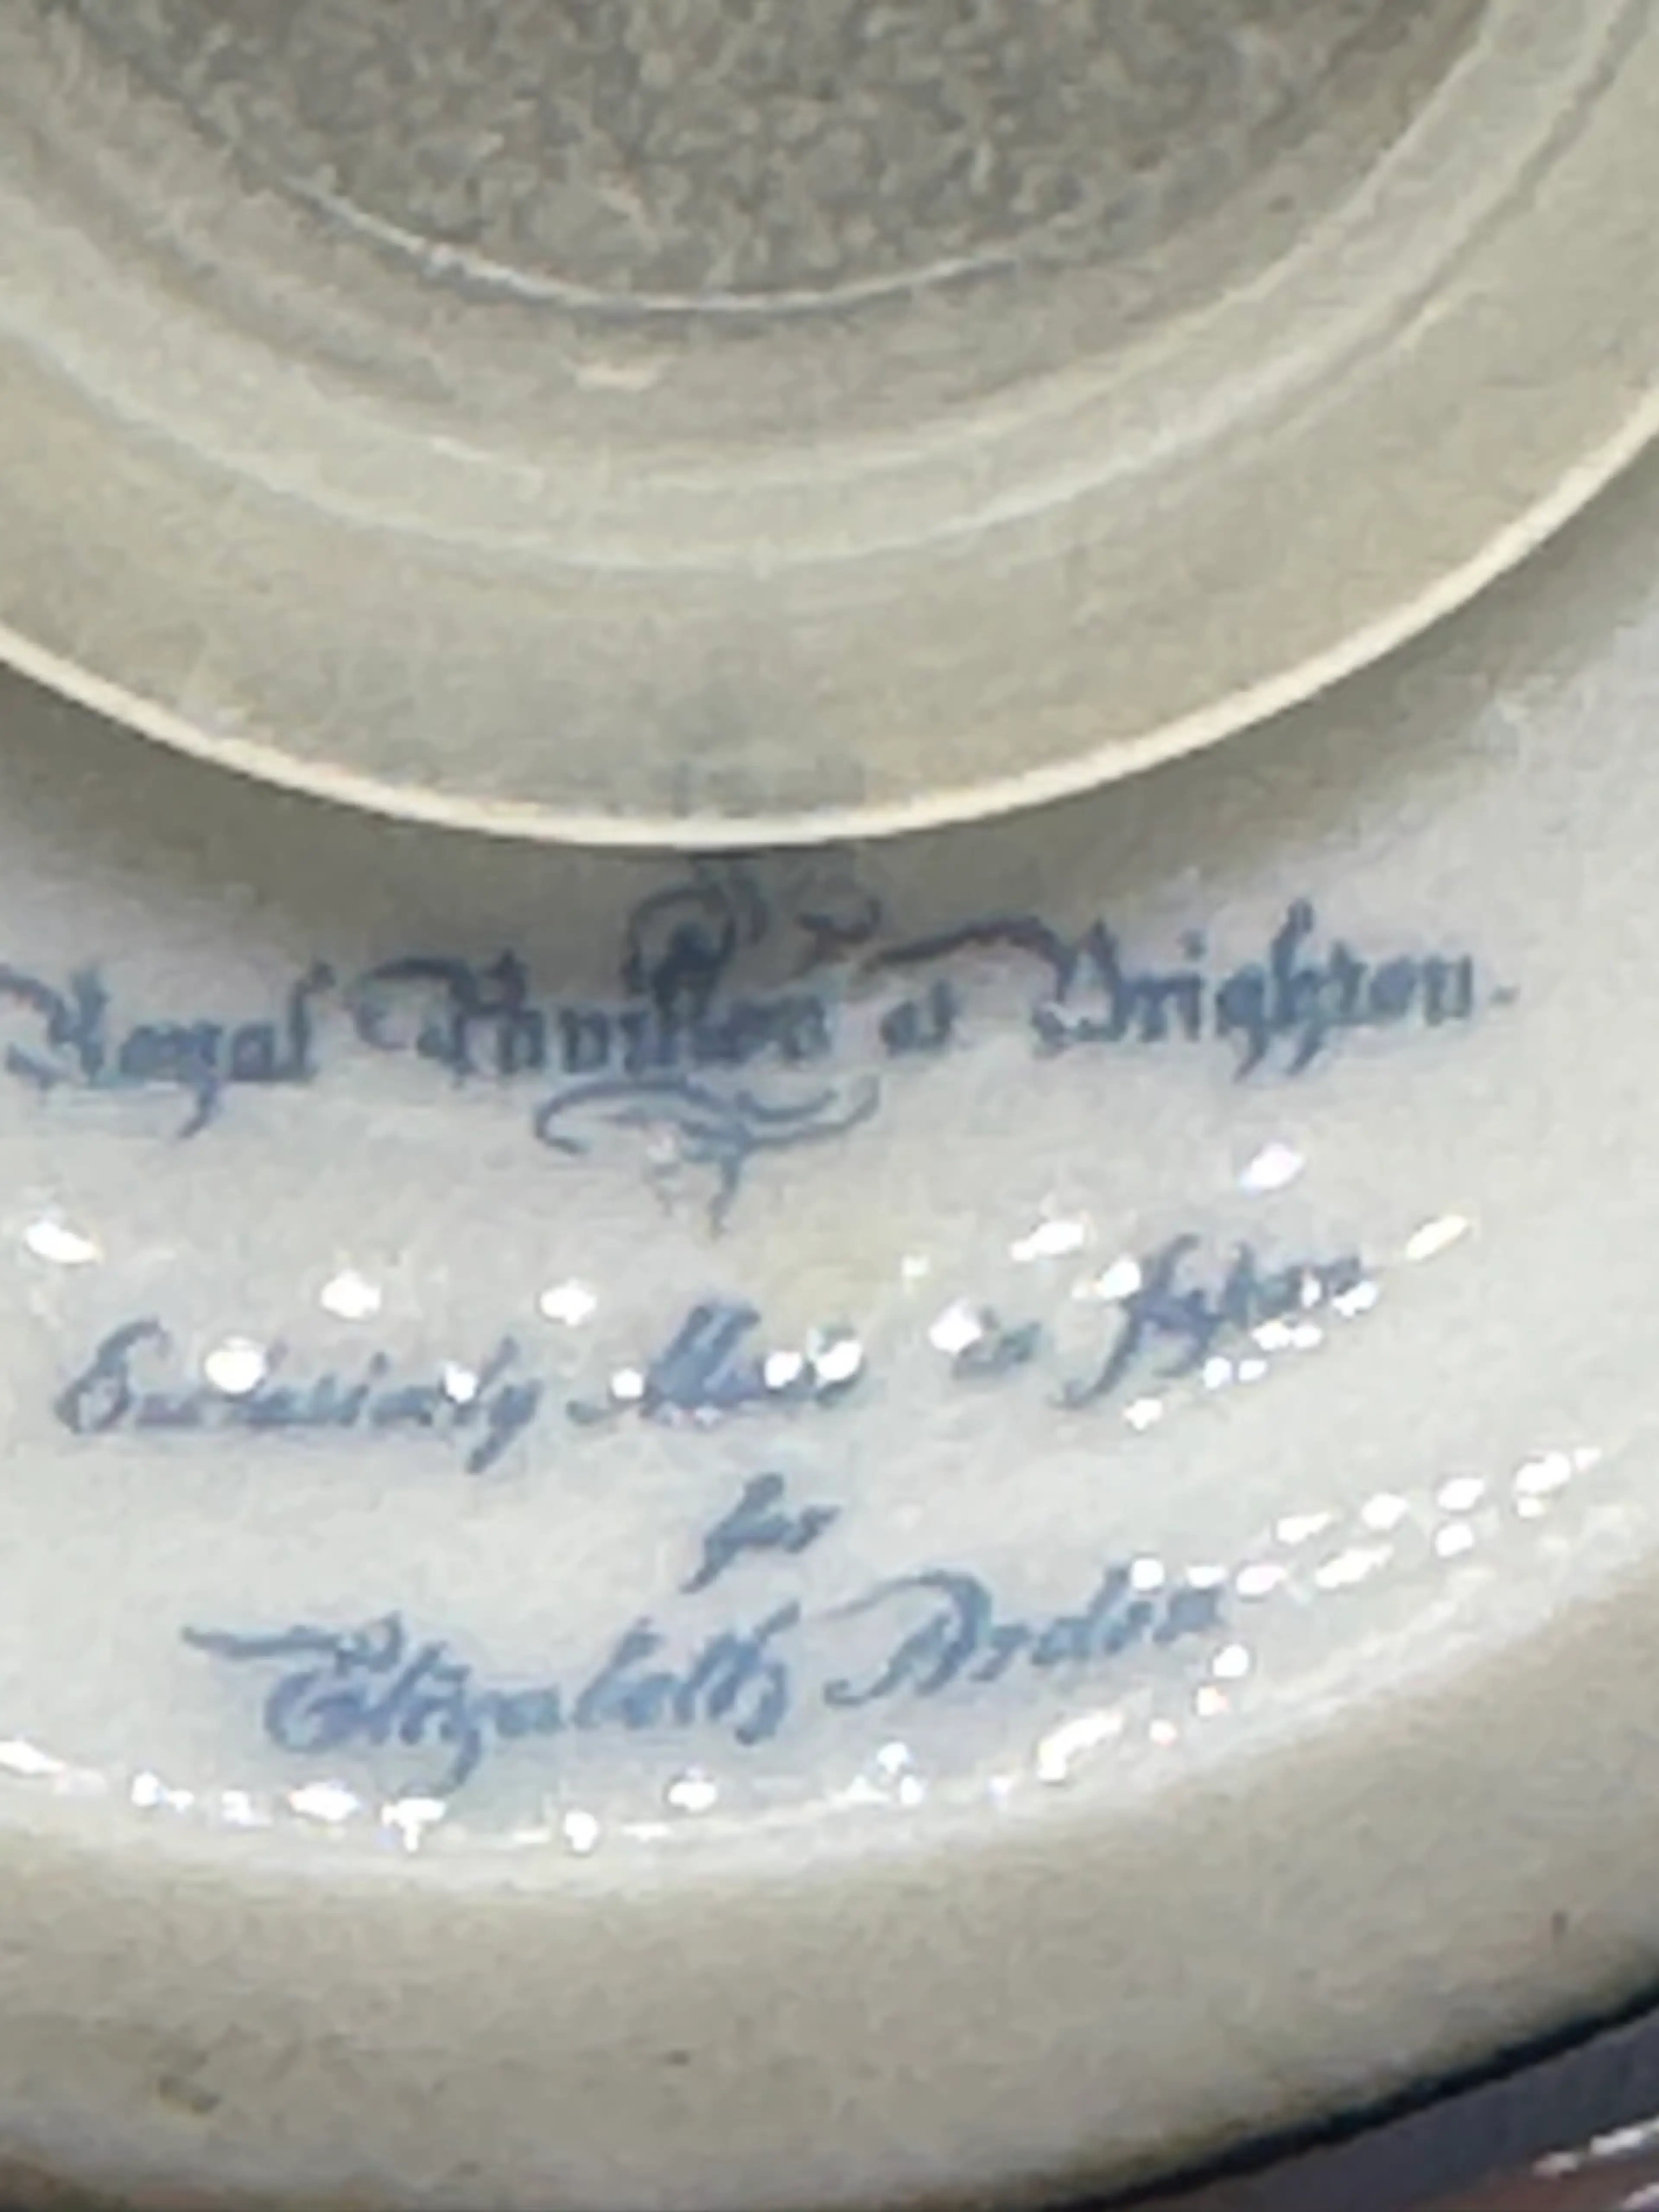 Royal Pavilion at Brighton.
Exclusively Made in Japan
for
Elizabeth Arden